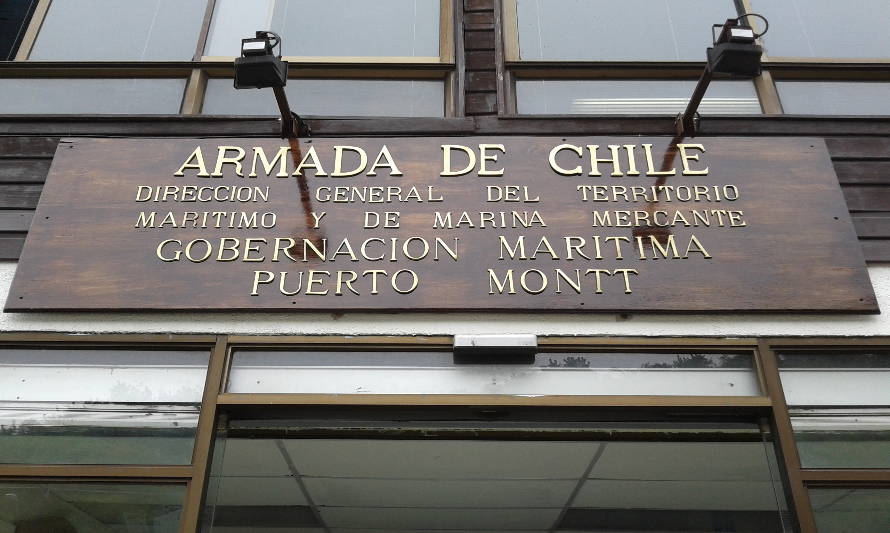 ARMADA DE CHILE
DIRECCION GENERAL DEL TERRITORIO
MARITIMO Y DE MARINA MERCANTE
GOBERNACION MARITIMA
PUERTO MONTT